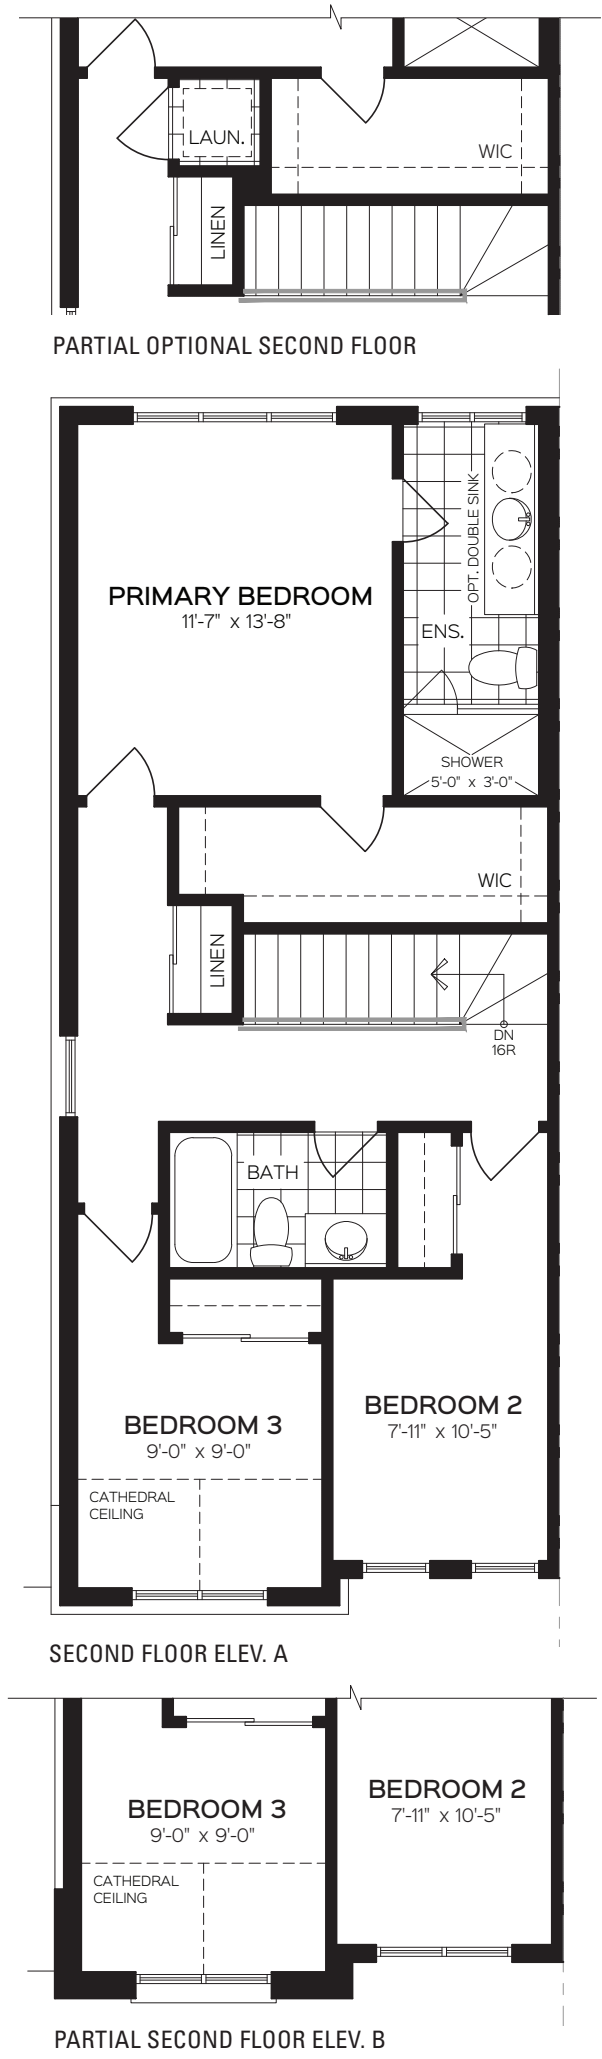 LAUN.
WIC
LINEN
PARTIAL OPTIONAL SECOND FLOOR
OPT. DOUBLE SINK
PRIMARY BEDROOM
11'-7" x 13'-8"
ENS.
SHOWER
5'-0" x 3'-0"
WIC
LINEN
DN
16R
BATH
BEDROOM 2
7'-11" x 10'-5"
BEDROOM 3
9'-0" x 9'-0"
CATHEDRAL
CEILING
SECOND FLOOR ELEV. A
BEDROOM 2
7'-11" x 10'-5"
BEDROOM 3
9'-0" x 9'-0"
CATHEDRAL
CEILING
PARTIAL SECOND FLOOR ELEV. B